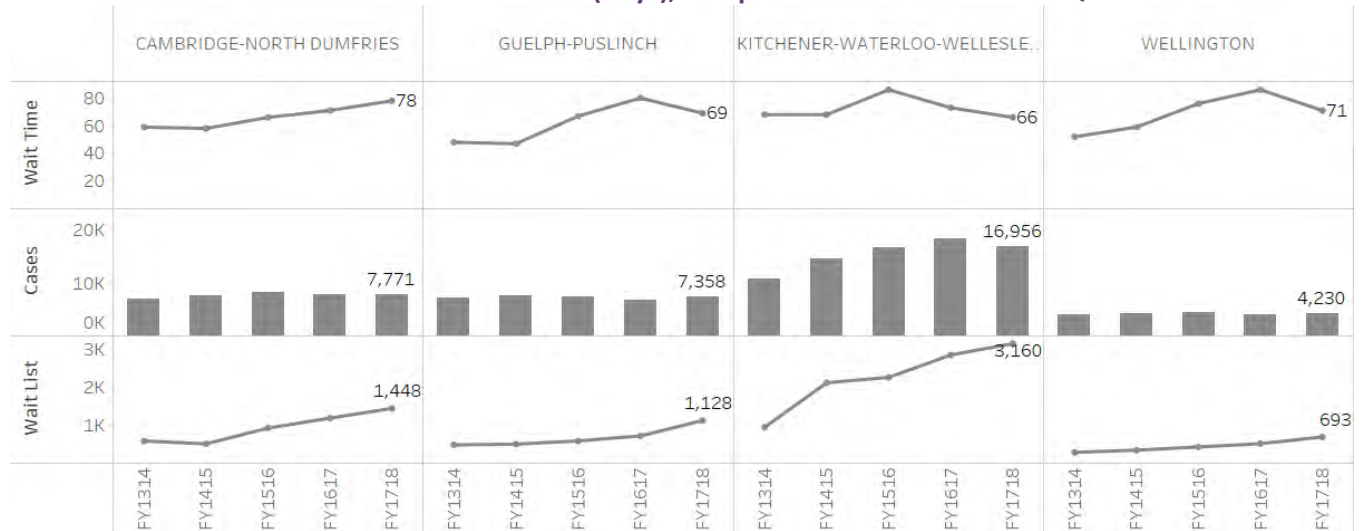 CAMBRIDGE-NORTH DUMFRIES GUELPH-PUSLINCH KITCHENER-WATERLOO-WELLESLE.. WELLINGTON
Wait Time
80
60
40
20
78
69
66
71
Cases
20K
10K
0K
7,771
7,358
16,956
4,230
Wait List
3K
2K
1K
1,448
1,128
3,160
693
FY1314 FY1415 FY1516 FY1617 FY1718 FY1314 FY1415 FY1516 FY1617 FY1718 FY1314 FY1415 FY1516 FY1617 FY1718 FY1314 FY1415 FY1516 FY1617 FY1718